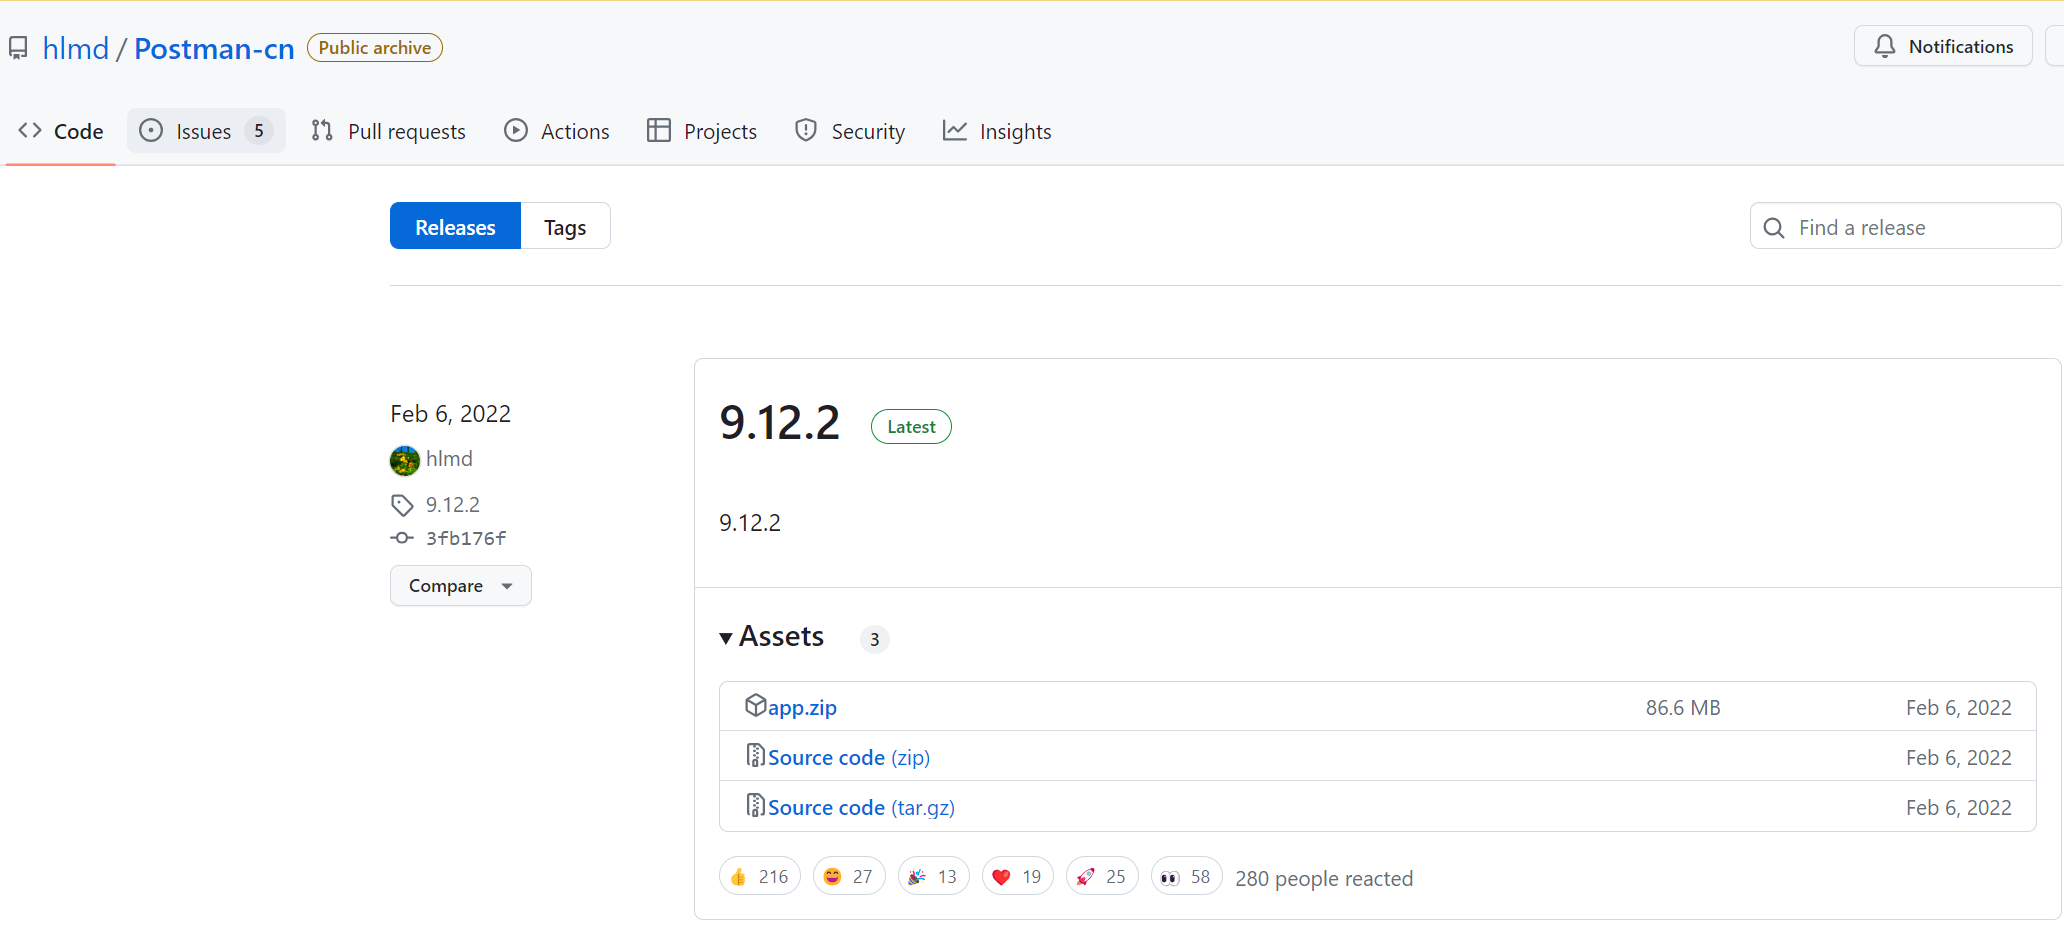 hlmd / Postman-cn Public archive Notifications
Code Issues 5 Pull requests Actions Projects Security Insights
Releases Tags Find a release
Feb 6, 2022
hlmd
9.12.2
3fb176f
Compare
9.12.2 Latest
9.12.2
Assets 3
app.zip 86.6 MB Feb 6, 2022
Source code (zip) Feb 6, 2022
Source code (tar.gz) Feb 6, 2022
👍 216 😄 27 🎉 13 ❤️ 19 🚀 25 👀 58 280 people reacted